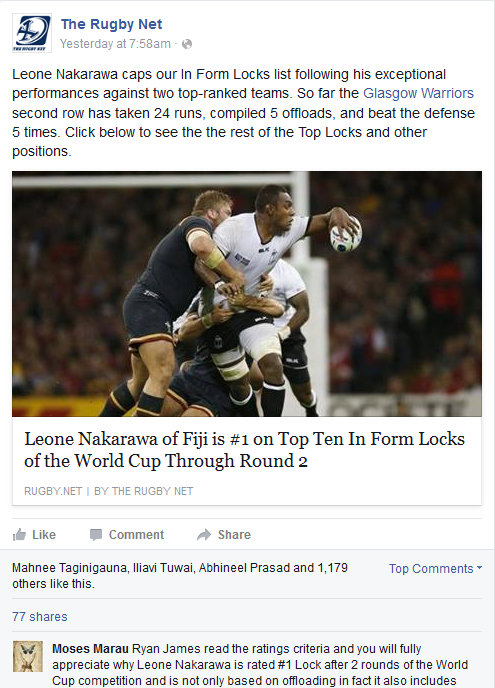 The Rugby Net
Yesterday at 7:58am ·
THE RUGBY NET
Leone Nakarawa caps our In Form Locks list following his exceptional
performances against two top-ranked teams. So far the Glasgow Warriors
second row has taken 24 runs, compiled 5 offloads, and beat the defense
5 times. Click below to see the the rest of the Top Locks and other
positions.
Leone Nakarawa of Fiji is #1 on Top Ten In Form Locks
of the World Cup Through Round 2
RUGBY.NET | BY THE RUGBY NET
Like Comment Share
Mahnee Taginigauna, Iliavi Tuwai, Abhineel Prasad and 1,179
others like this.
Top Comments
77 shares
Moses Marau Ryan James read the ratings criteria and you will fully
appreciate why Leone Nakarawa is rated #1 Lock after 2 rounds of the World
Cup competition and is not only based on offloading in fact it also includes